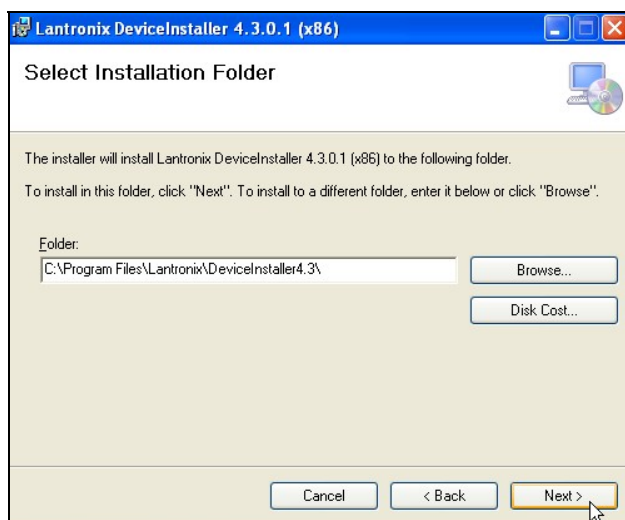 Lantronix DeviceInstaller 4.3.0.1 (x86)
Select Installation Folder
The installer will install Lantronix DeviceInstaller 4.3.0.1 (x86) to the following folder.
To install in this folder, click "Next". To install to a different folder, enter it below or click "Browse".
Folder:
C:\Program Files\Lantronix\DeviceInstaller4.3\
Browse...
Disk Cost...
Cancel
< Back
Next >